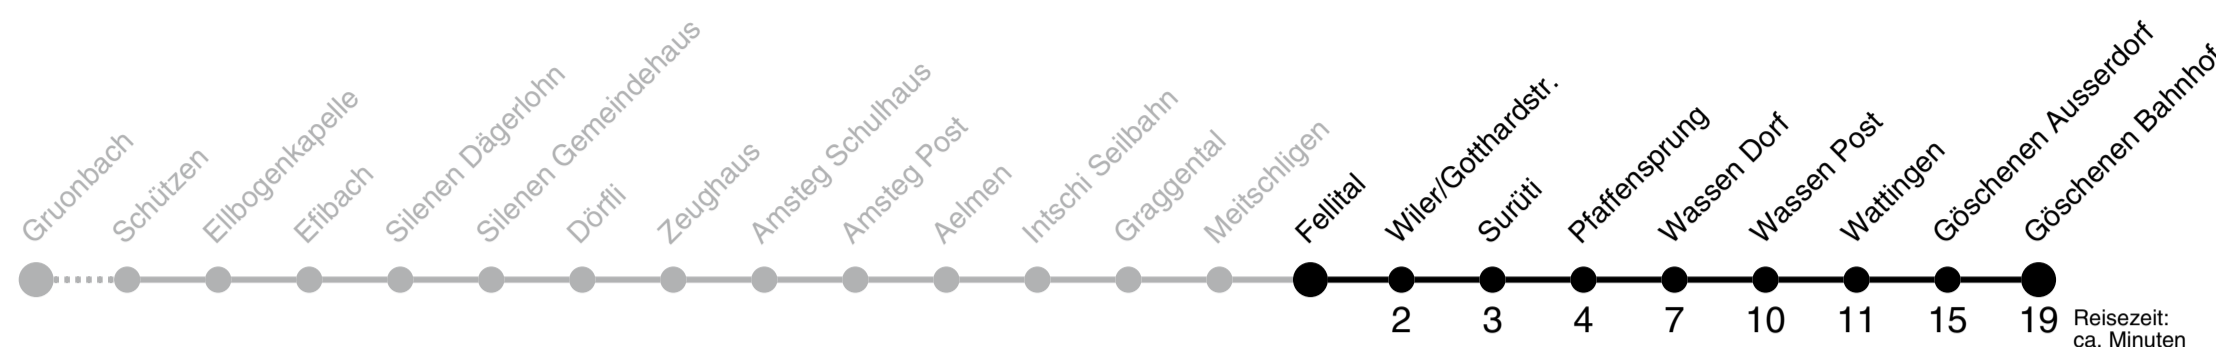 Gruonbach
Schützen
Ellbogenkapelle
Efibach
Silenen Dägerlohn
Silenen Gemeindehaus
Dörfli
Zeughaus
Amsteg Schulhaus
Amsteg Post
Aelmen
Intschi Seilbahn
Graggental
Meitschligen
Fellital
Wiler/Gotthardstr.
Surüti
Pfaffensprung
Wassen Dorf
Wassen Post
Wattingen
Göschenen Ausserdorf
Göschenen Bahnhof
2 3 4 7 10 11 15 19
Reisezeit:
ca. Minuten